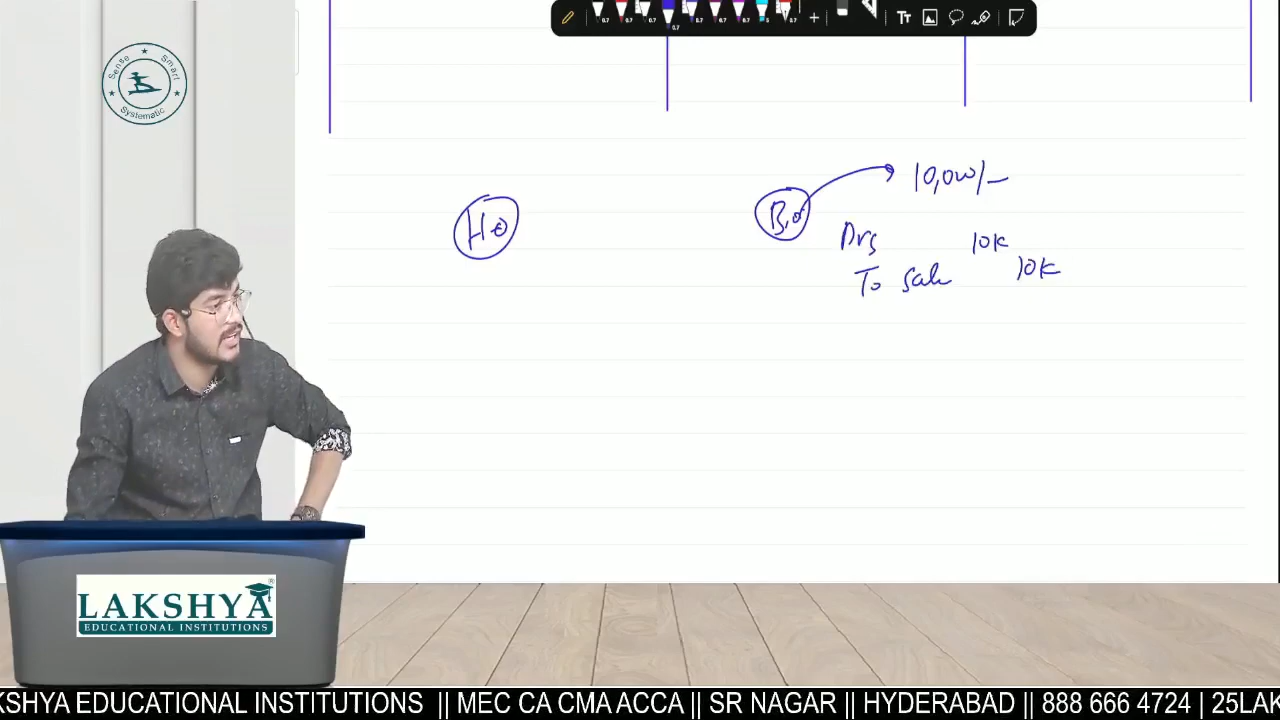 Sense Smart
Systematic
Tt
HO
B.O
10,000/-
Drs 10K
To sale 10K
LAKSHYA®
EDUCATIONAL INSTITUTIONS
KSHYA EDUCATIONAL INSTITUTIONS || MEC CA CMA ACCA || SR NAGAR || HYDERABAD || 888 666 4724 | 25LAK